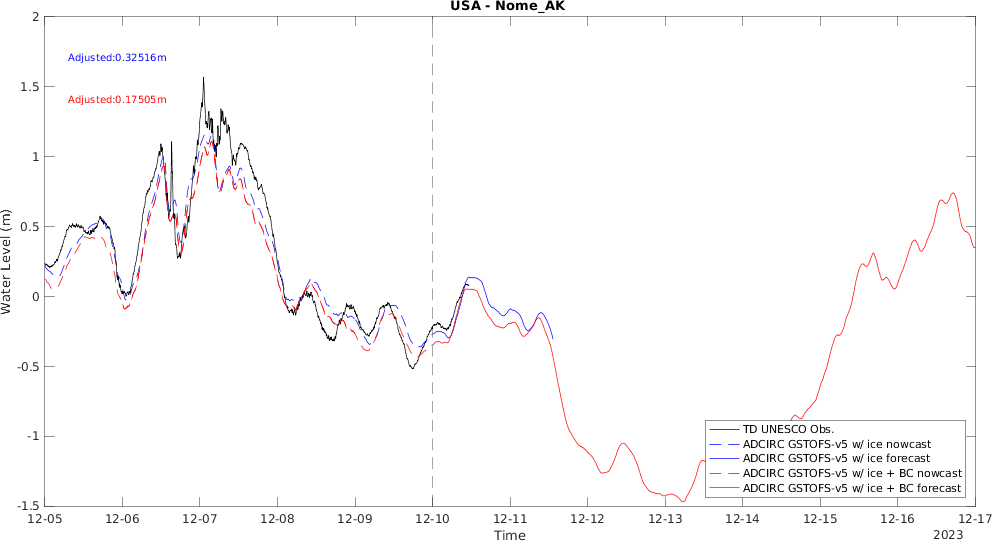 USA - Nome_AK
Adjusted:0.32516m
Adjusted:0.17505m
Water Level (m)
2
1.5
1
0.5
0
-0.5
-1
-1.5
TD UNESCO Obs.
ADCIRC GSTOFS-v5 w/ ice nowcast
ADCIRC GSTOFS-v5 w/ ice forecast
ADCIRC GSTOFS-v5 w/ ice + BC nowcast
ADCIRC GSTOFS-v5 w/ ice + BC forecast
12-05 12-06 12-07 12-08 12-09 12-10 12-11 12-12 12-13 12-14 12-15 12-16 12-17
Time
2023